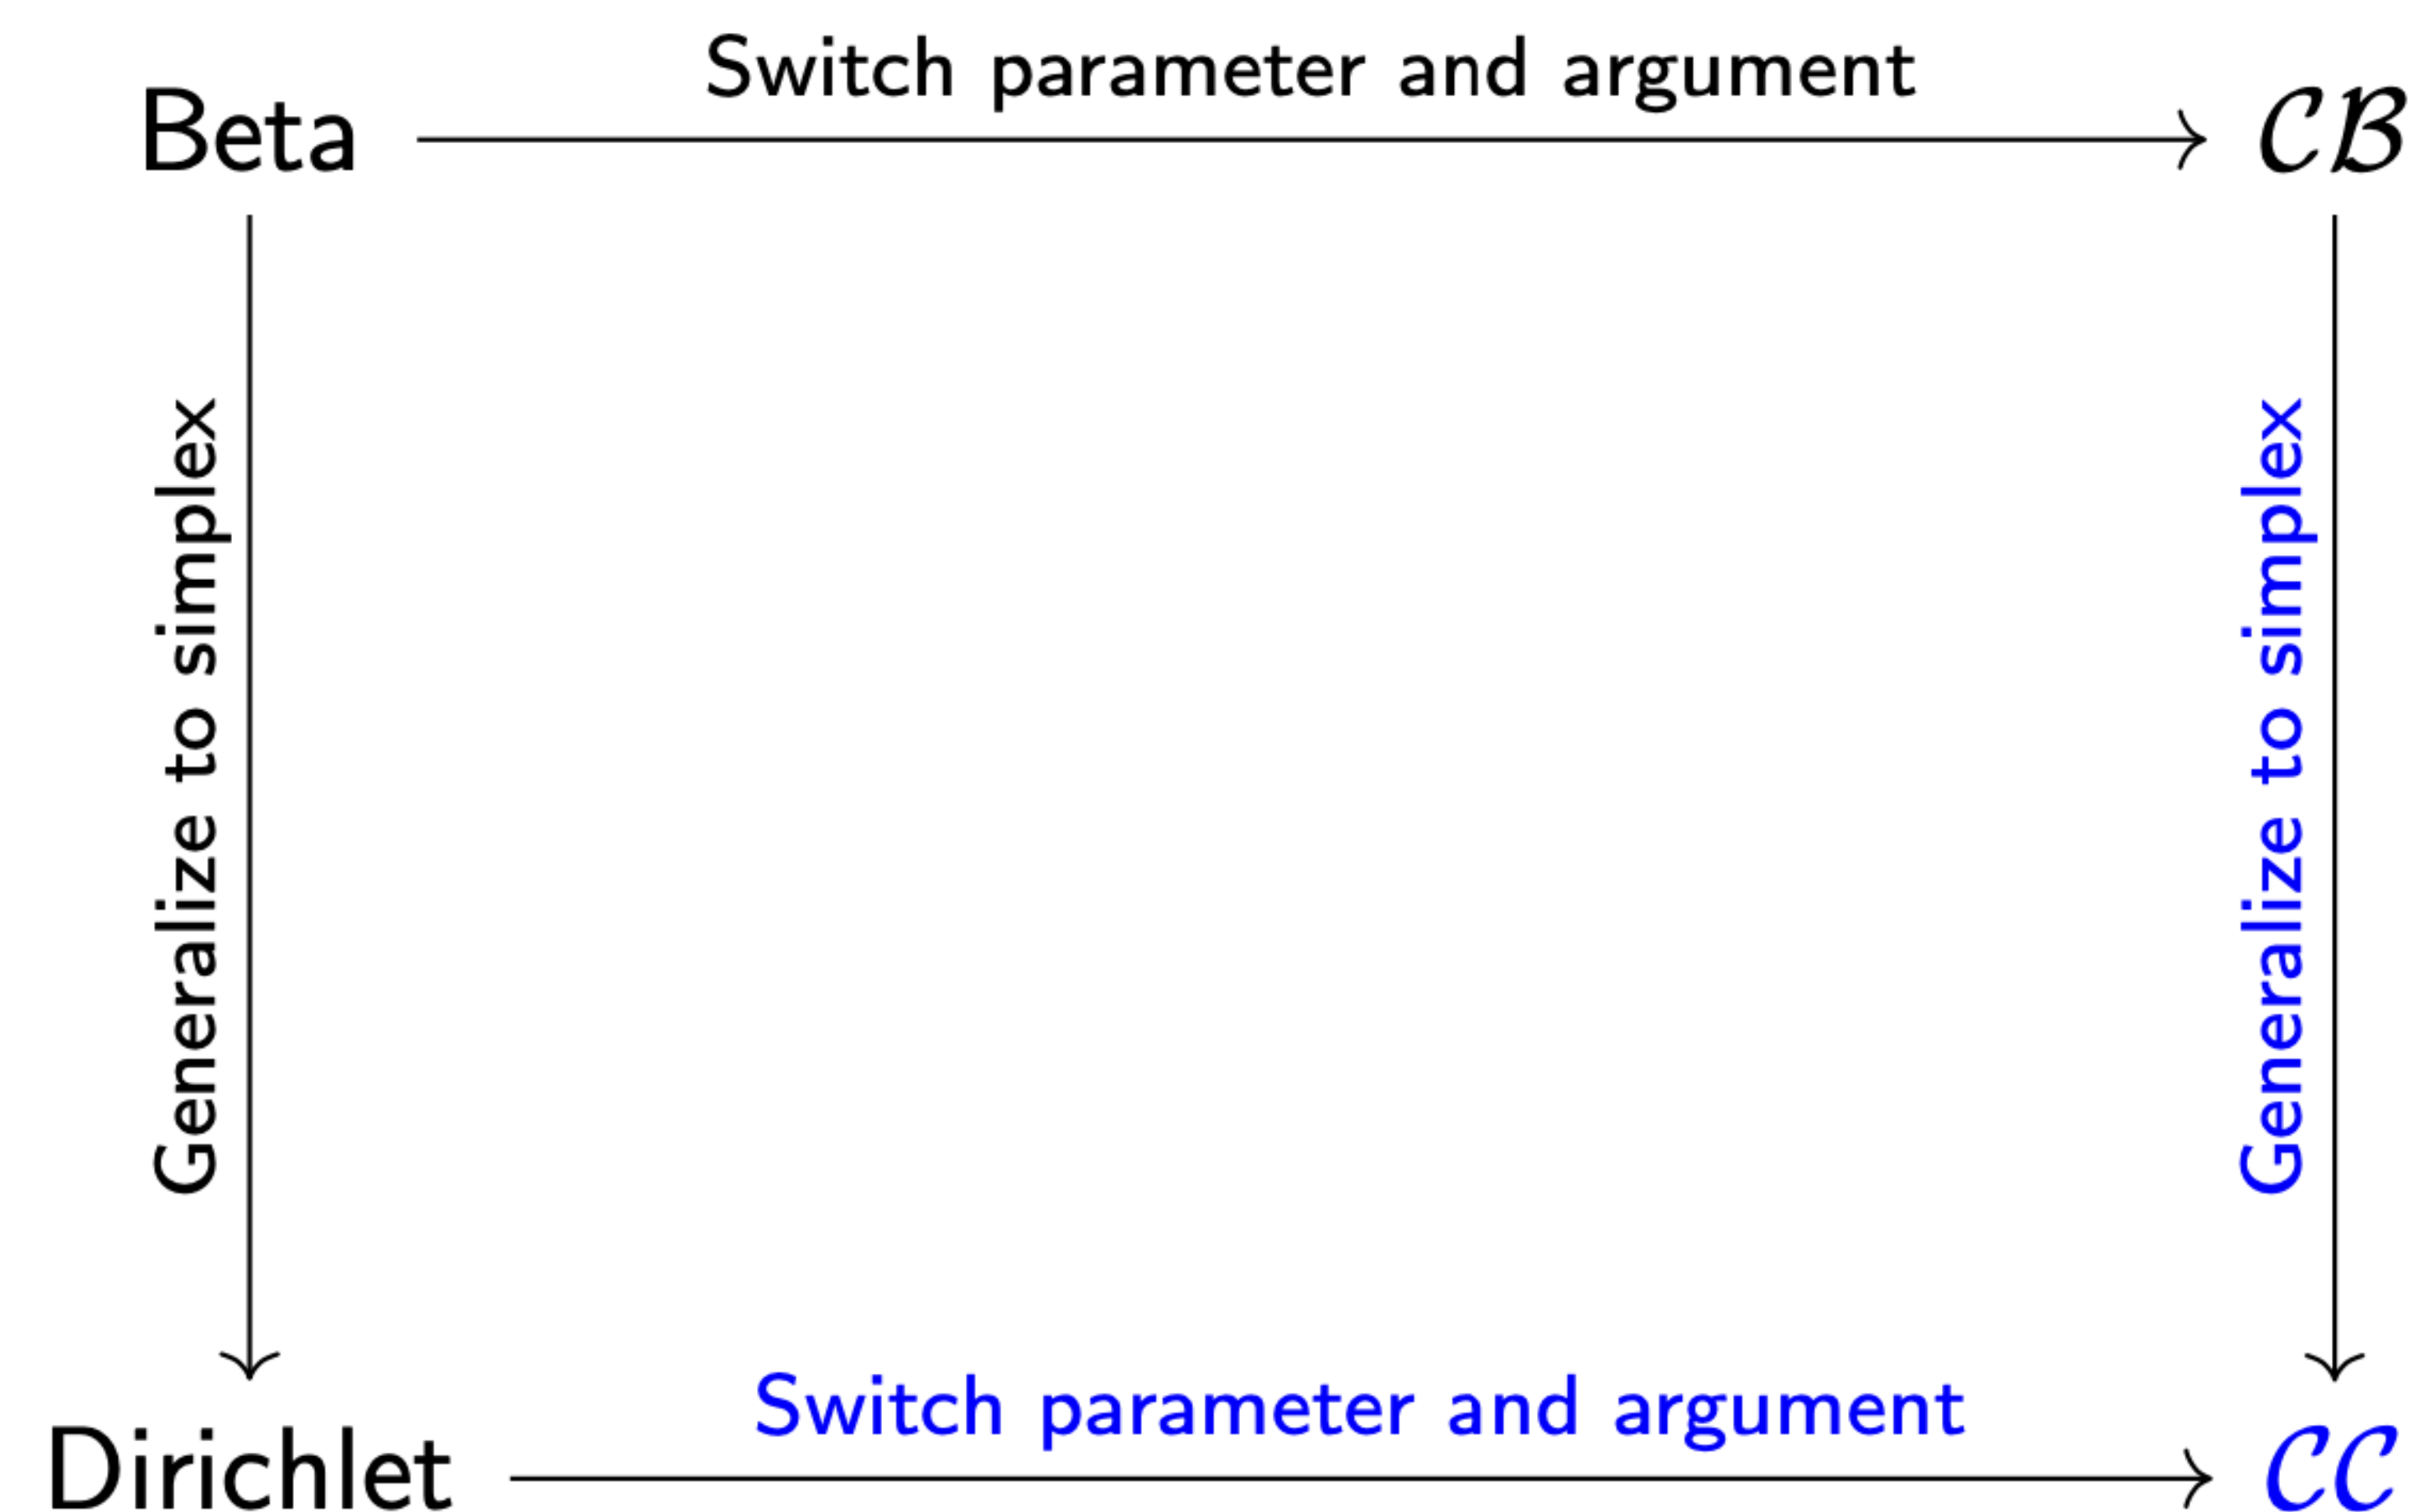 Switch parameter and argument
Beta
𝒞ℬ
Generalize to simplex
Generalize to simplex
Switch parameter and argument
Dirichlet
𝒞𝒞